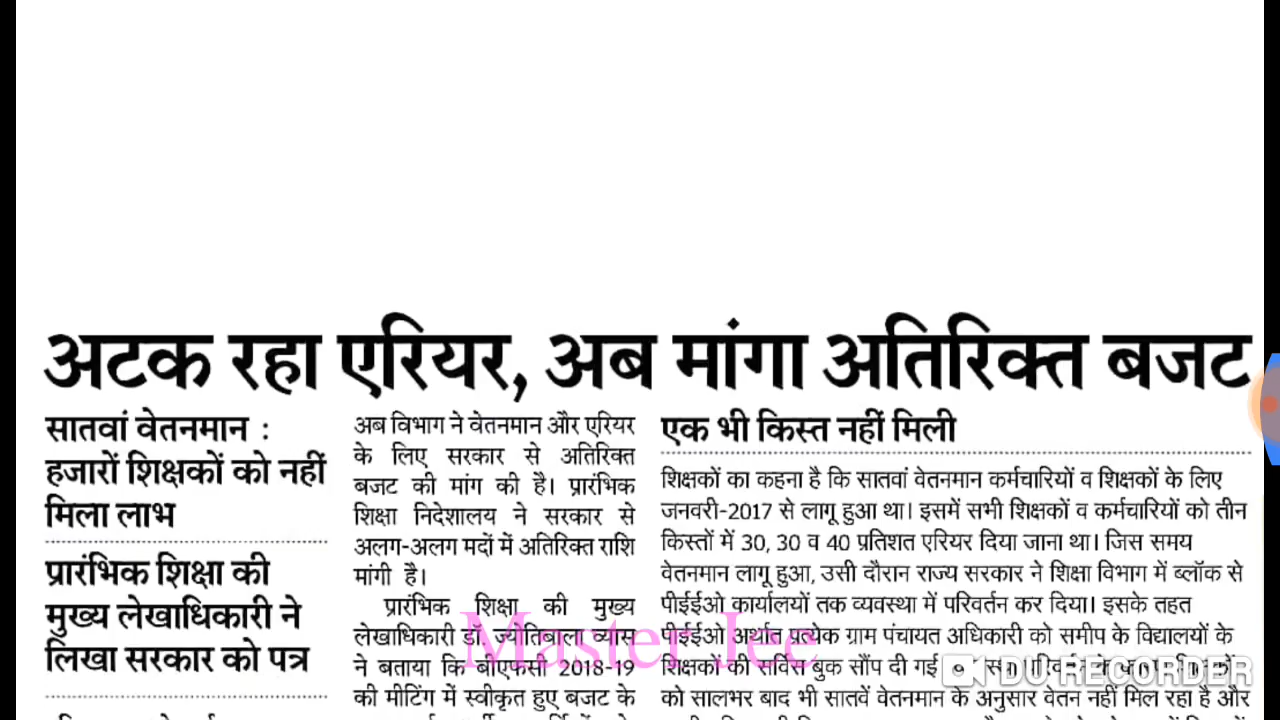 अटक रहा एरियर, अब मांगा अतिरिक्त बजट
सातवां वेतनमान :
हजारों शिक्षकों को नहीं
मिला लाभ
प्रारंभिक शिक्षा की
मुख्य लेखाधिकारी ने
लिखा सरकार को पत्र
अब विभाग ने वेतनमान और एरियर
के लिए सरकार से अतिरिक्त
बजट की मांग की है। प्रारंभिक
शिक्षा निदेशालय ने सरकार से
अलग-अलग मदों में अतिरिक्त राशि
मांगी है।
प्रारंभिक शिक्षा की मुख्य
लेखाधिकारी डॉ. ज्योतिबाला व्यास
ने बताया कि बीएफसी 2018-19
की मीटिंग में स्वीकृत हुए बजट के
एक भी किस्त नहीं मिली
शिक्षकों का कहना है कि सातवां वेतनमान कर्मचारियों व शिक्षकों के लिए
जनवरी-2017 से लागू हुआ था। इसमें सभी शिक्षकों व कर्मचारियों को तीन
किस्तों में 30, 30 व 40 प्रतिशत एरियर दिया जाना था। जिस समय
वेतनमान लागू हुआ, उसी दौरान राज्य सरकार ने शिक्षा विभाग में ब्लॉक से
पीईईओ कार्यालयों तक व्यवस्था में परिवर्तन कर दिया। इसके तहत
पीईईओ अर्थात प्रत्येक ग्राम पंचायत अधिकारी को समीप के विद्यालयों के
शिक्षकों की सर्विस बुक सौंप दी गई
को सालभर बाद भी सातवें वेतनमान के अनुसार वेतन नहीं मिल रहा है और
Master Jee
DU RECORDER